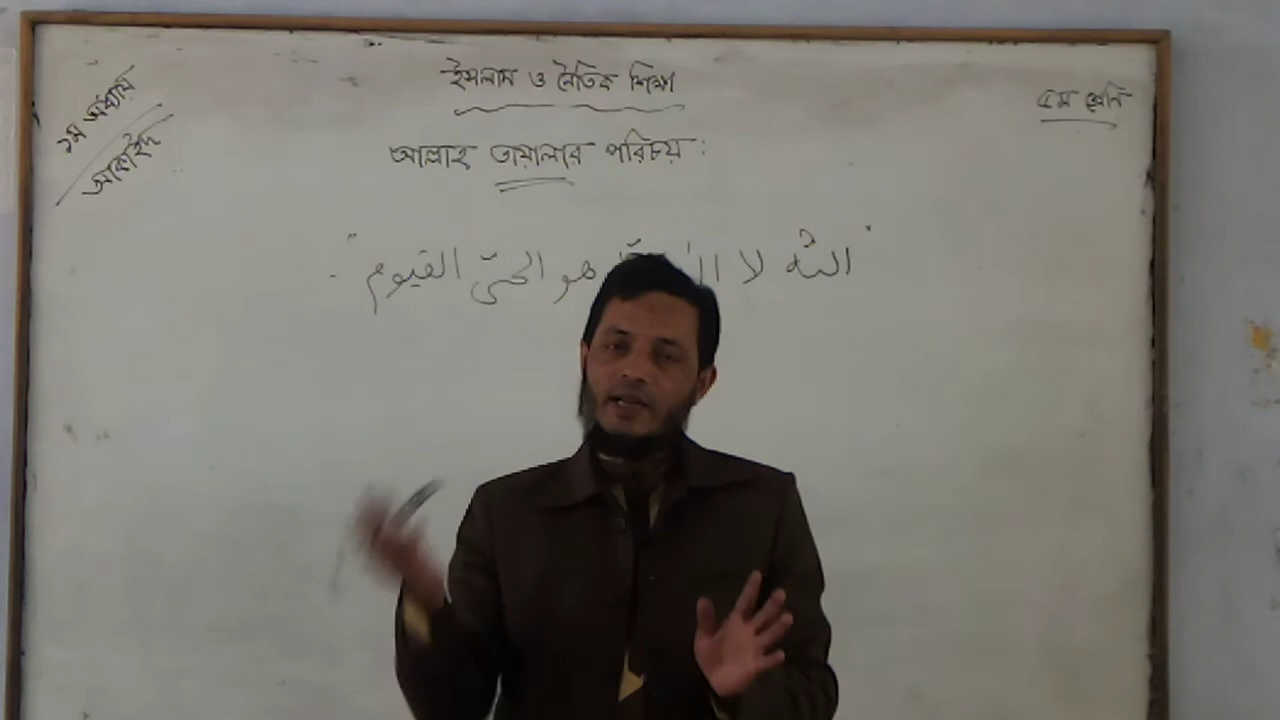 ইসলাম ও নৈতিক শিক্ষা
৫ম শ্রেনি
১ম অধ্যায়
আকাইদ
আল্লাহ তায়ালার পরিচয় :
"الله لا هو الحيّ القيوم" -